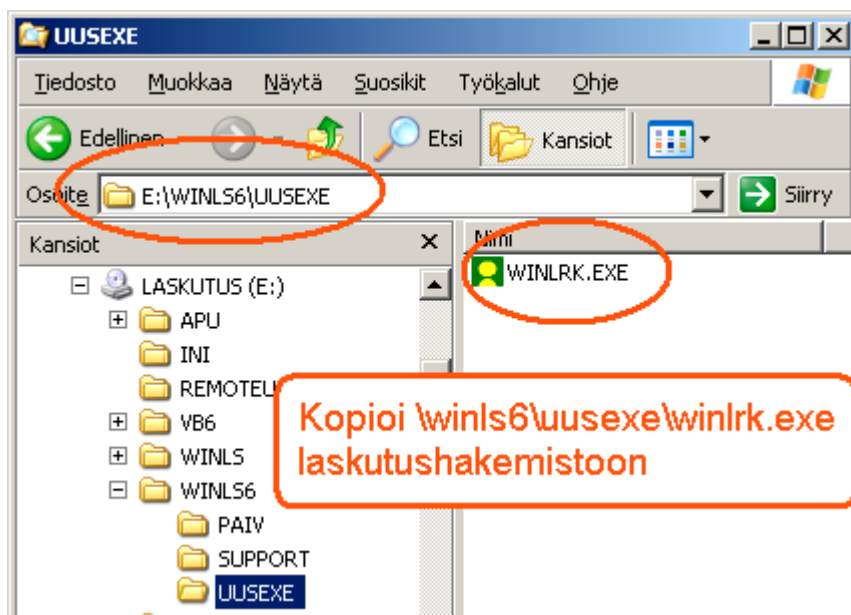 UUSEXE
Tiedosto Muokkaa Näytä Suosikit Työkalut Ohje
Edellinen Etsi Kansiot
Osoite E:\WINLS6\UUSEXE Siirry
Kansiot
Nimi
LASKUTUS (E:)
WINLRK.EXE
APU
INI
VB6
WINLS
WINLS6
PAIV
SUPPORT
UUSEXE
Kopioi \winls6\uusexe\winlrk.exe
laskutushakemistoon